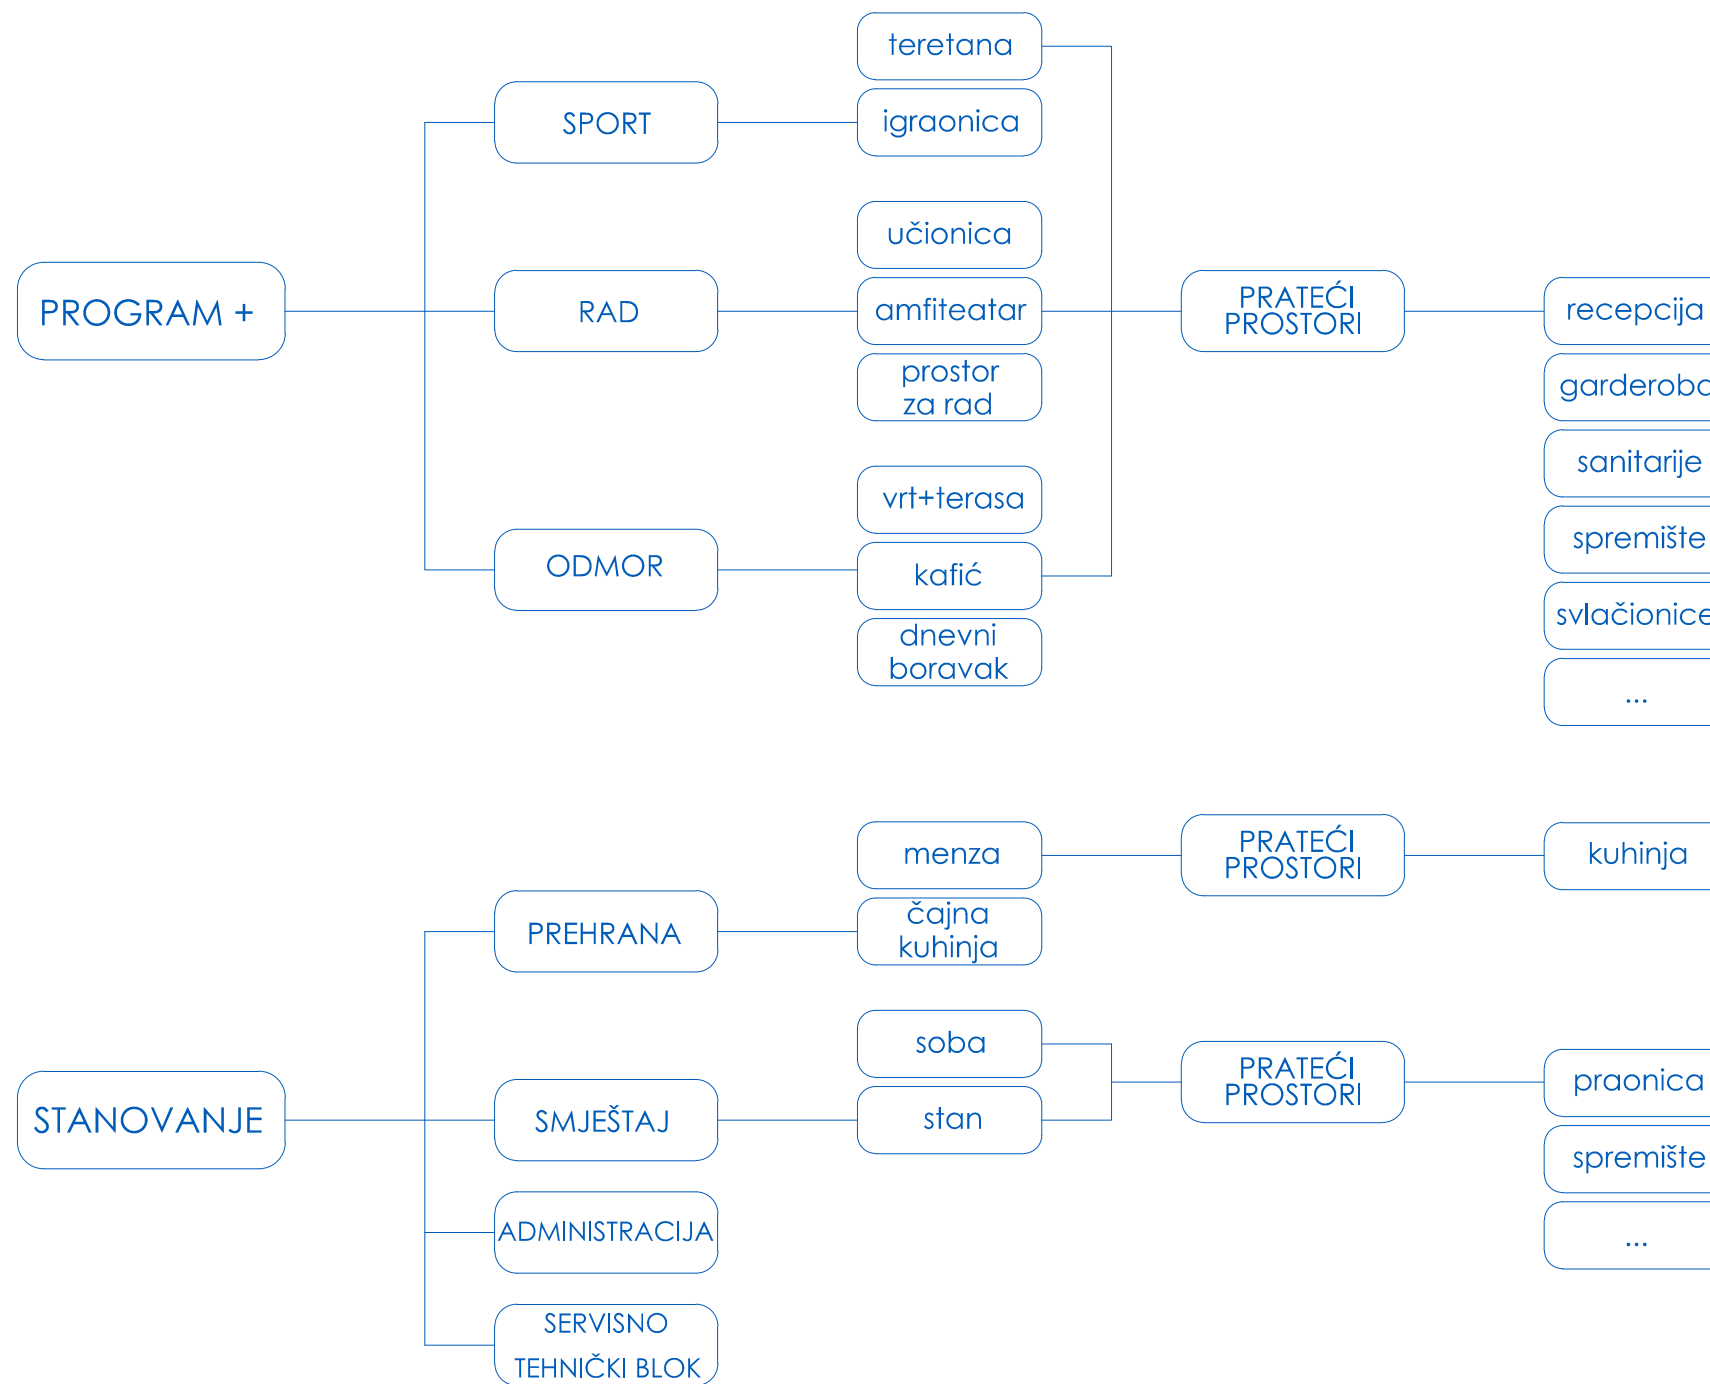 teretana
SPORT
igraonica
učionica
PROGRAM +
RAD
amfiteatar
PRATEĆI
PROSTORI
recepcija
prostor
za rad
garderoba
sanitarije
vrt+terasa
spremište
ODMOR
kafić
svlačionice
dnevni
boravak
...
menza
PRATEĆI
PROSTORI
kuhinja
PREHRANA
čajna
kuhinja
soba
PRATEĆI
PROSTORI
praonica
STANOVANJE
SMJEŠTAJ
stan
spremište
ADMINISTRACIJA
...
SERVISNO
TEHNIČKI BLOK